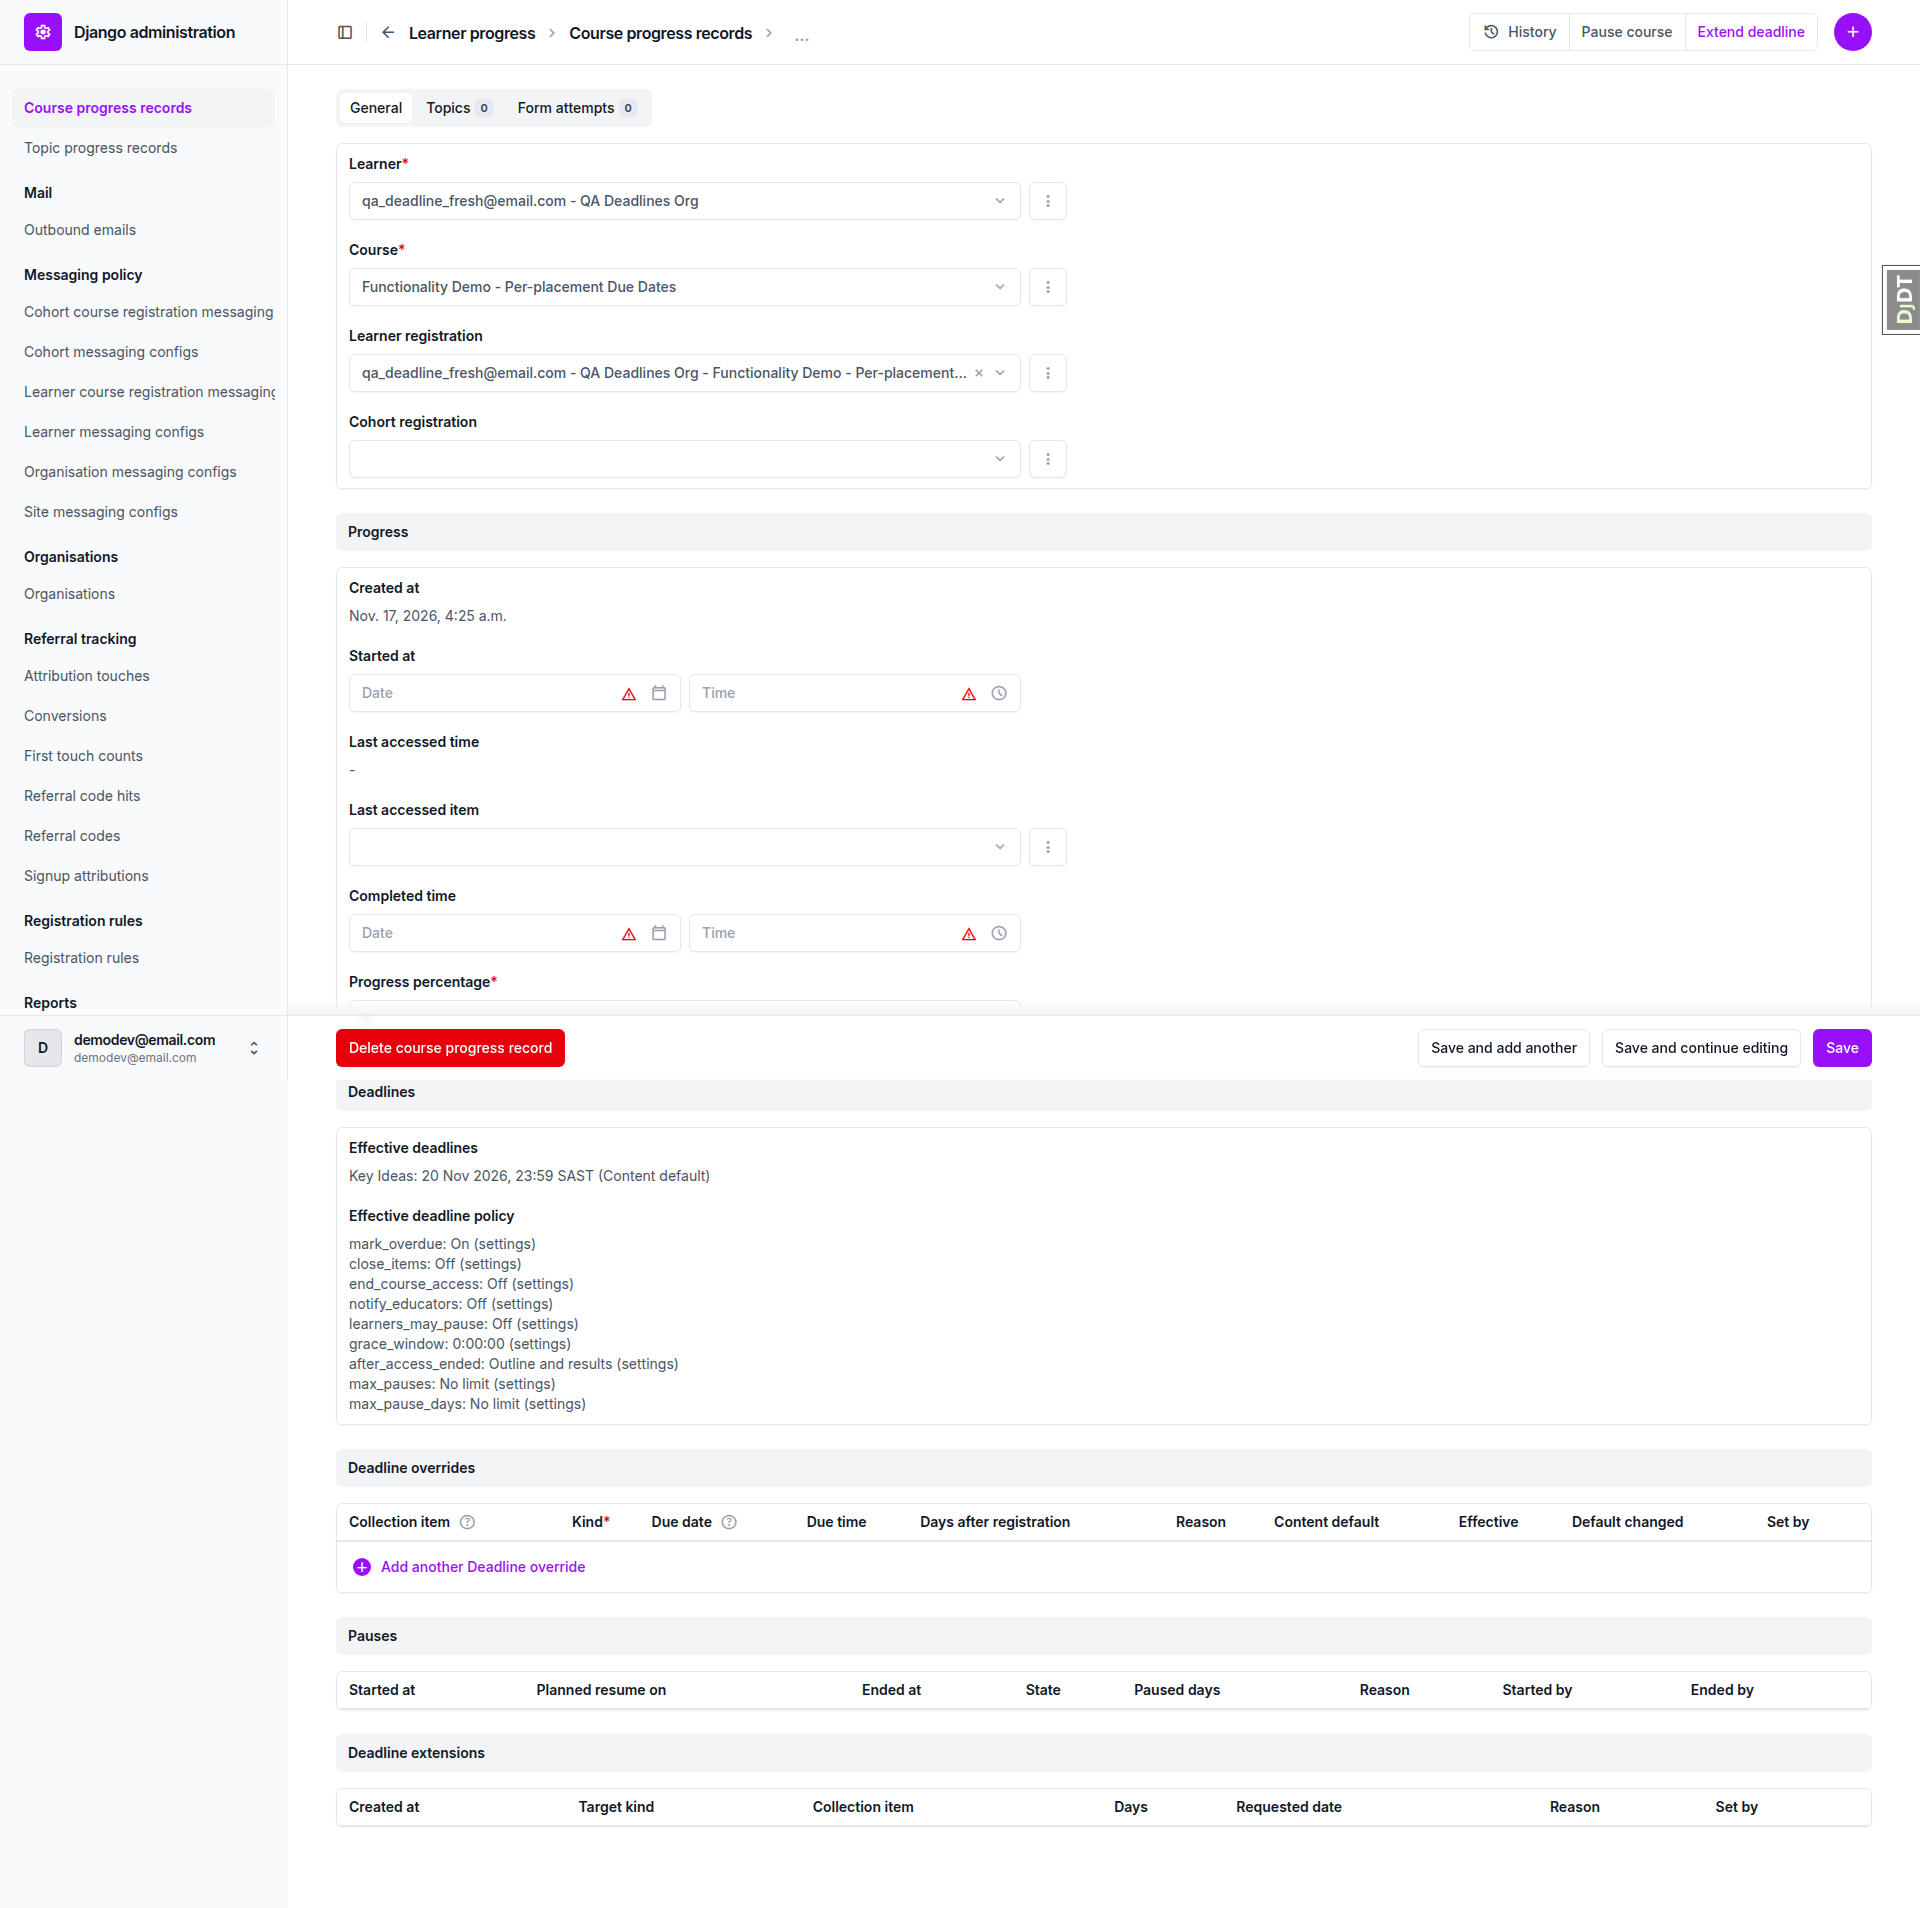 Django administration
Learner progress
Course progress records
...
History
Pause course
Extend deadline
Course progress records
Topic progress records
Mail
Outbound emails
Messaging policy
Cohort course registration messaging
Cohort messaging configs
Learner course registration messaging
Learner messaging configs
Organisation messaging configs
Site messaging configs
Organisations
Organisations
Referral tracking
Attribution touches
Conversions
First touch counts
Referral code hits
Referral codes
Signup attributions
Registration rules
Registration rules
Reports
D
demodev@email.com
demodev@email.com
General
Topics 0
Form attempts 0
Learner*
qa_deadline_fresh@email.com - QA Deadlines Org
Course*
Functionality Demo - Per-placement Due Dates
Learner registration
qa_deadline_fresh@email.com - QA Deadlines Org - Functionality Demo - Per-placement... ×
Cohort registration
DjDT
Progress
Created at
Nov. 17, 2026, 4:25 a.m.
Started at
Date
Time
Last accessed time
-
Last accessed item
Completed time
Date
Time
Progress percentage*
Delete course progress record
Save and add another
Save and continue editing
Save
Deadlines
Effective deadlines
Key Ideas: 20 Nov 2026, 23:59 SAST (Content default)
Effective deadline policy
mark_overdue: On (settings)
close_items: Off (settings)
end_course_access: Off (settings)
notify_educators: Off (settings)
learners_may_pause: Off (settings)
grace_window: 0:00:00 (settings)
after_access_ended: Outline and results (settings)
max_pauses: No limit (settings)
max_pause_days: No limit (settings)
Deadline overrides
Collection item ? Kind* Due date ? Due time Days after registration Reason Content default Effective Default changed Set by
Add another Deadline override
Pauses
Started at Planned resume on Ended at State Paused days Reason Started by Ended by
Deadline extensions
Created at Target kind Collection item Days Requested date Reason Set by